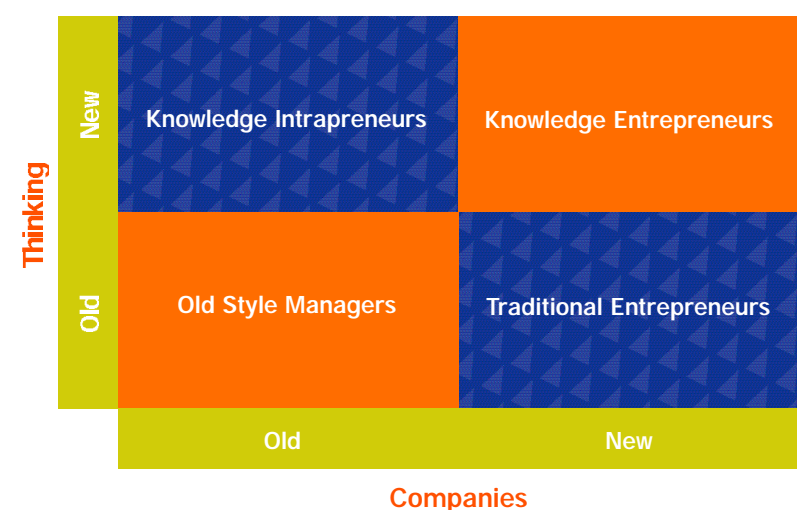 Thinking
New
Knowledge Intrapreneurs
Knowledge Entrepreneurs
Old
Old Style Managers
Traditional Entrepreneurs
Old
New
Companies